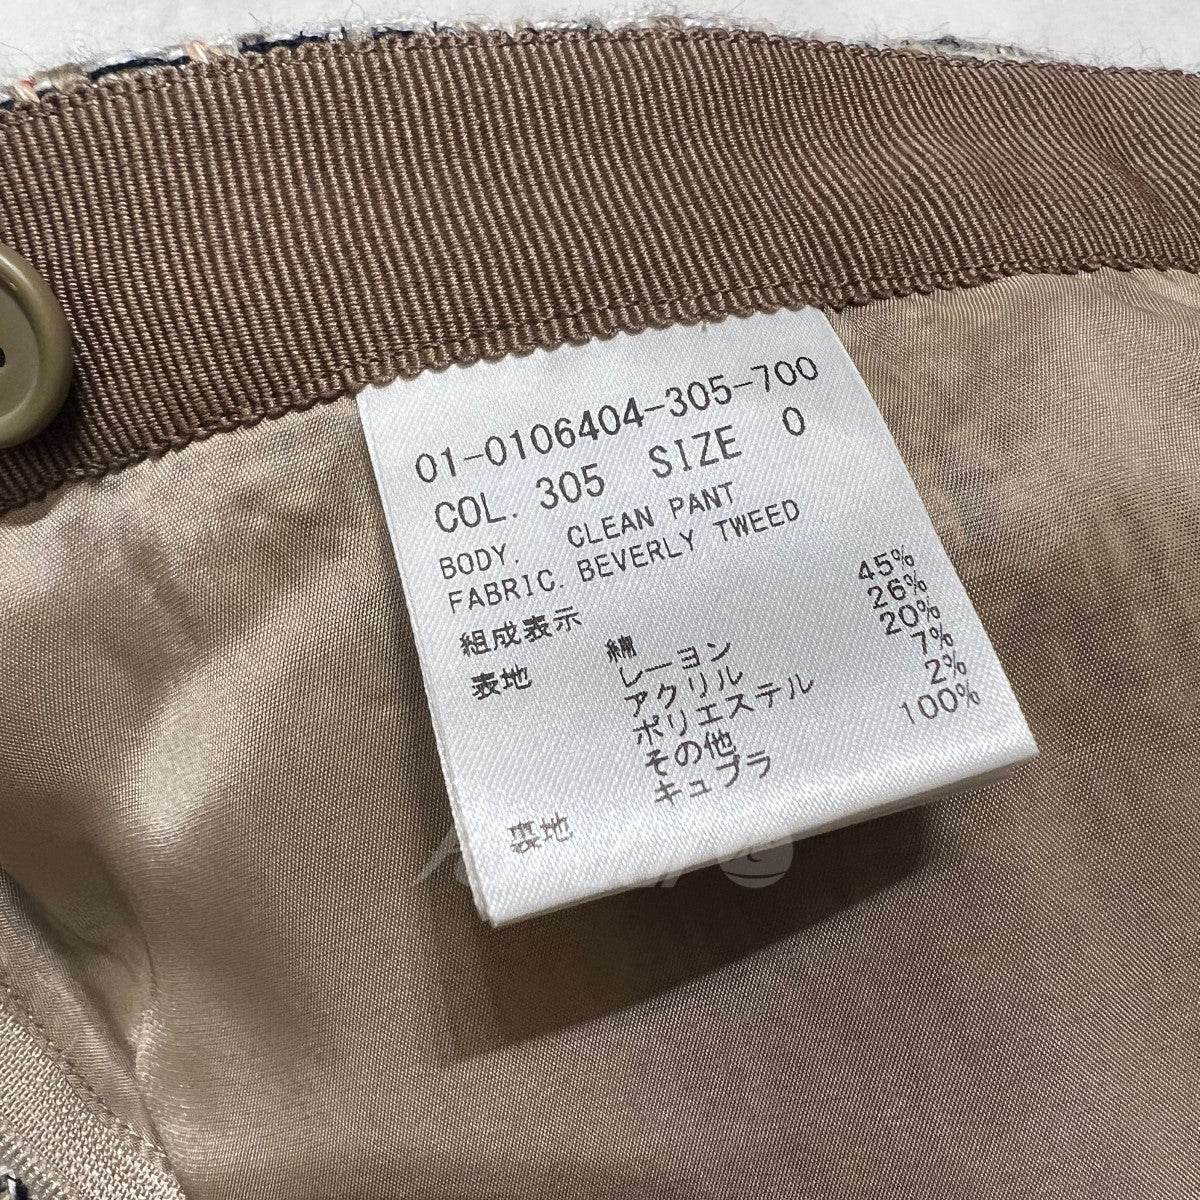 01-0106404-305-700
COL. 305 SIZE 0
BODY. CLEAN PANT
FABRIC. BEVERLY TWEED
組成表示
表地 綿 45%
レーヨン 26%
アクリル 20%
ポリエステル 7%
その他 2%
裏地 キュプラ 100%